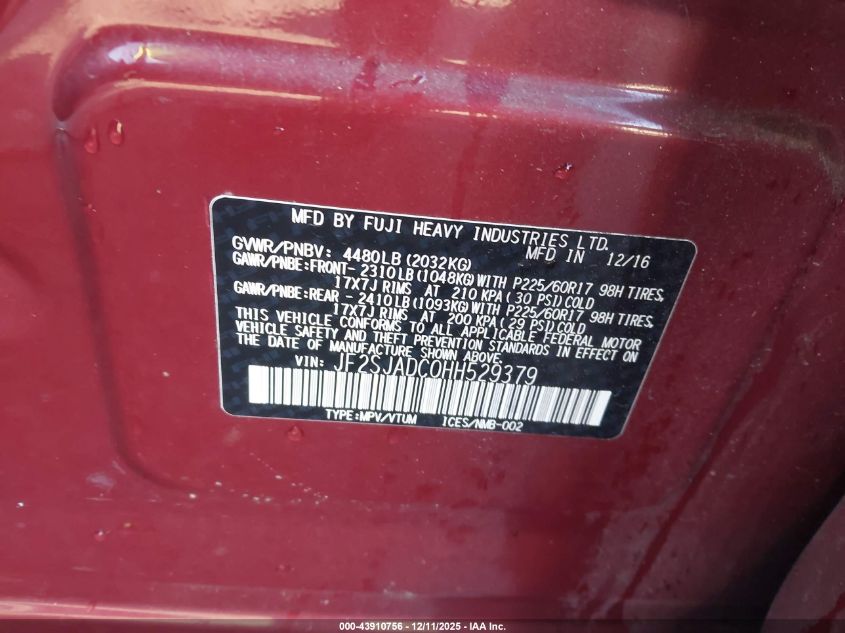 MFD BY FUJI HEAVY INDUSTRIES LTD.
GVWR/PNBV: 4480LB (2032KG) MFD IN 12/16
GAWR/PNBE:FRONT- 2310LB (1048KG) WITH P225/60R17 98H TIRES,
17X7J RIMS AT 210 KPA (30 PSI) COLD
GAWR/PNBE:REAR - 2410LB (1093KG) WITH P225/60R17 98H TIRES,
17X7J RIMS AT 200 KPA (29 PSI) COLD
THIS VEHICLE CONFORMS TO ALL APPLICABLE FEDERAL MOTOR
VEHICLE SAFETY AND THEFT PREVENTION STANDARDS IN EFFECT ON
THE DATE OF MANUFACTURE SHOWN ABOVE.
VIN: JF2SJADC0HH529379
TYPE:MPV/VTUM ICES/NMB-002
000-43910756 - 12/11/2025 - IAA Inc.